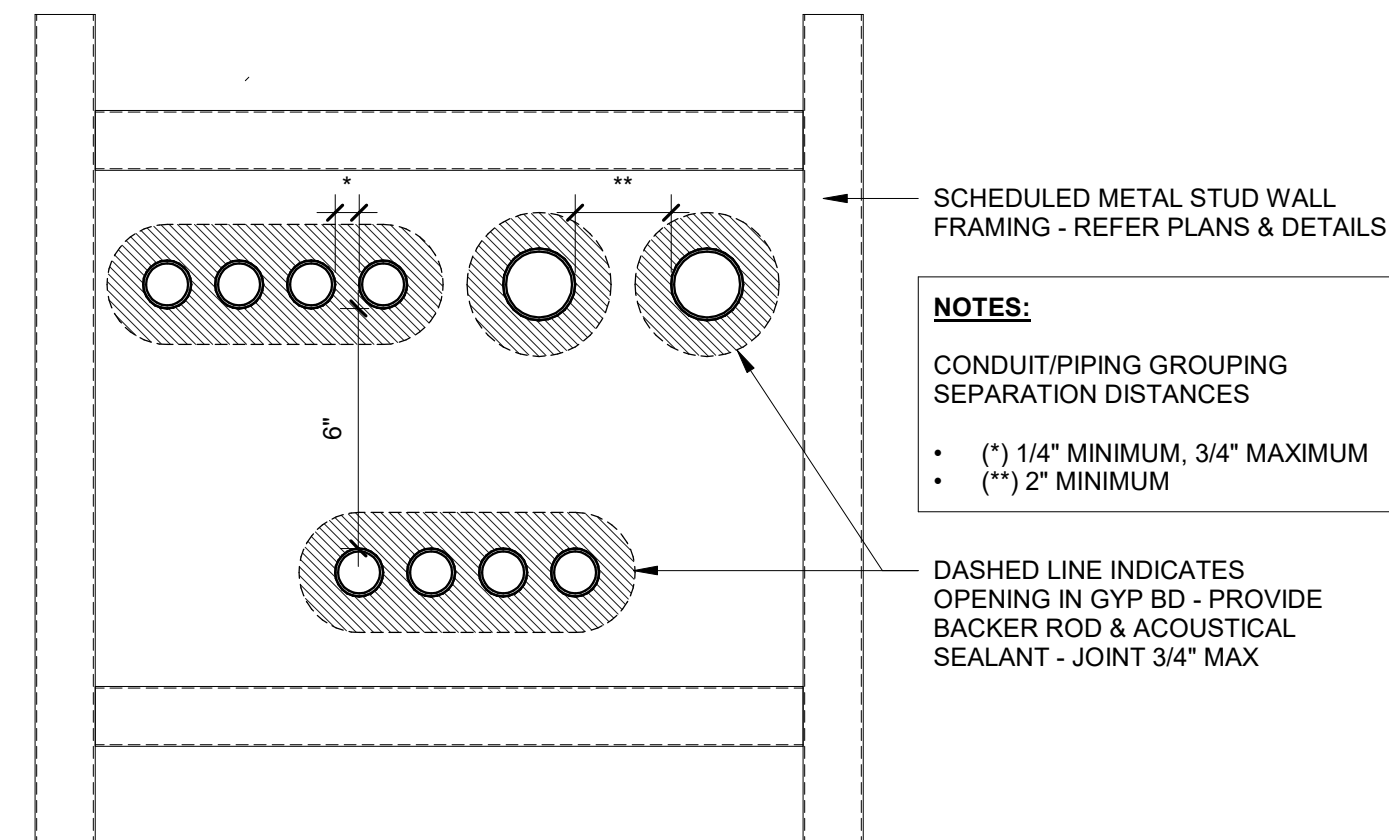 *
**
6"
SCHEDULED METAL STUD WALL
FRAMING - REFER PLANS & DETAILS
NOTES:
CONDUIT/PIPING GROUPING
SEPARATION DISTANCES
• (*) 1/4" MINIMUM, 3/4" MAXIMUM
• (**) 2" MINIMUM
DASHED LINE INDICATES
OPENING IN GYP BD - PROVIDE
BACKER ROD & ACOUSTICAL
SEALANT - JOINT 3/4" MAX